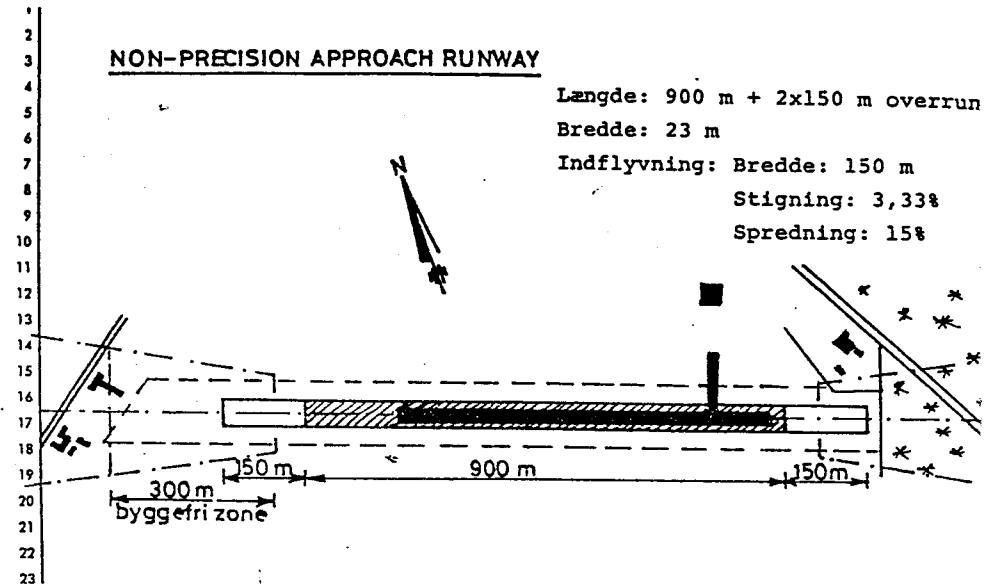 1
2
3
4
5
6
7
8
9
10
11
12
13
14
15
16
17
18
19
20
21
22
23
NON-PRECISION APPROACH RUNWAY
Længde: 900 m + 2x150 m overrun
Bredde: 23 m
Indflyvning: Bredde: 150 m
Stigning: 3,33%
Spredning: 15%
N
150 m
900 m
150 m
300 m
byggefri zone